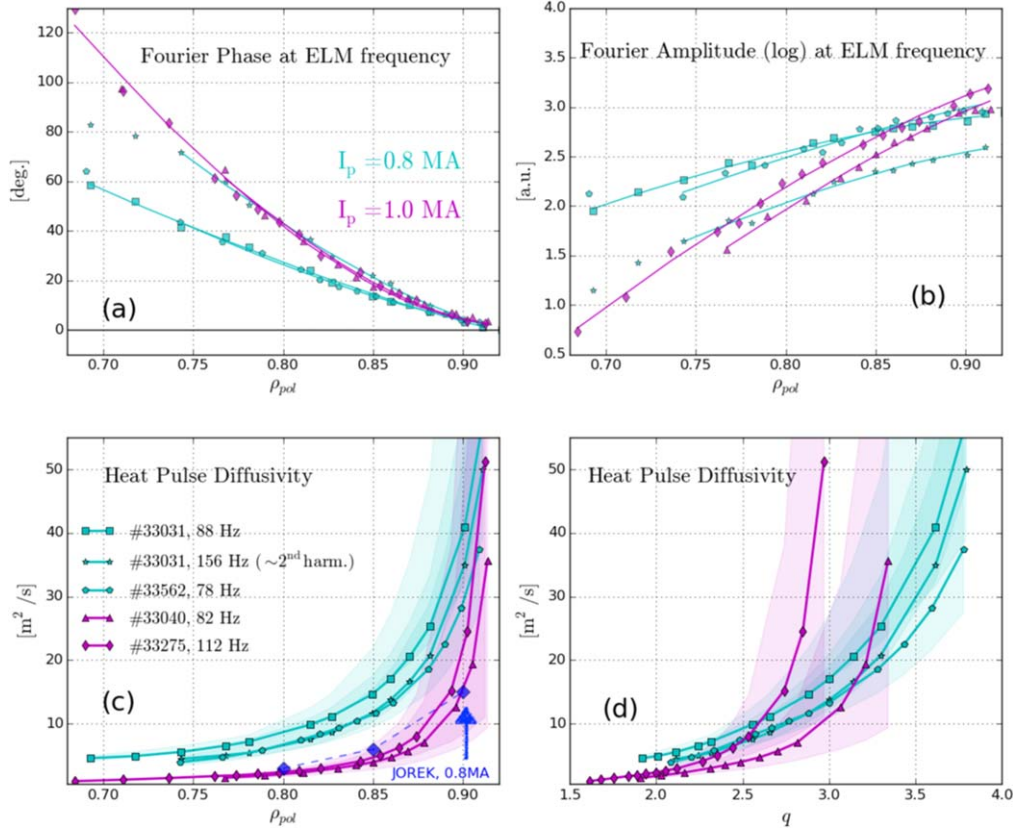 Fourier Phase at ELM frequency
I_p =0.8 MA
I_p =1.0 MA
(a)
[deg.]
120
100
80
60
40
20
0
0.70 0.75 0.80 0.85 0.90
ρ_pol
Fourier Amplitude (log) at ELM frequency
(b)
[a.u.]
4.0
3.5
3.0
2.5
2.0
1.5
1.0
0.5
0.70 0.75 0.80 0.85 0.90
ρ_pol
Heat Pulse Diffusivity
#33031, 88 Hz
#33031, 156 Hz (~2nd harm.)
#33562, 78 Hz
#33040, 82 Hz
#33275, 112 Hz
(c)
JOREK, 0.8MA
[m² /s]
50
40
30
20
10
0.70 0.75 0.80 0.85 0.90
ρ_pol
Heat Pulse Diffusivity
(d)
[m² /s]
50
40
30
20
10
1.5 2.0 2.5 3.0 3.5 4.0
q